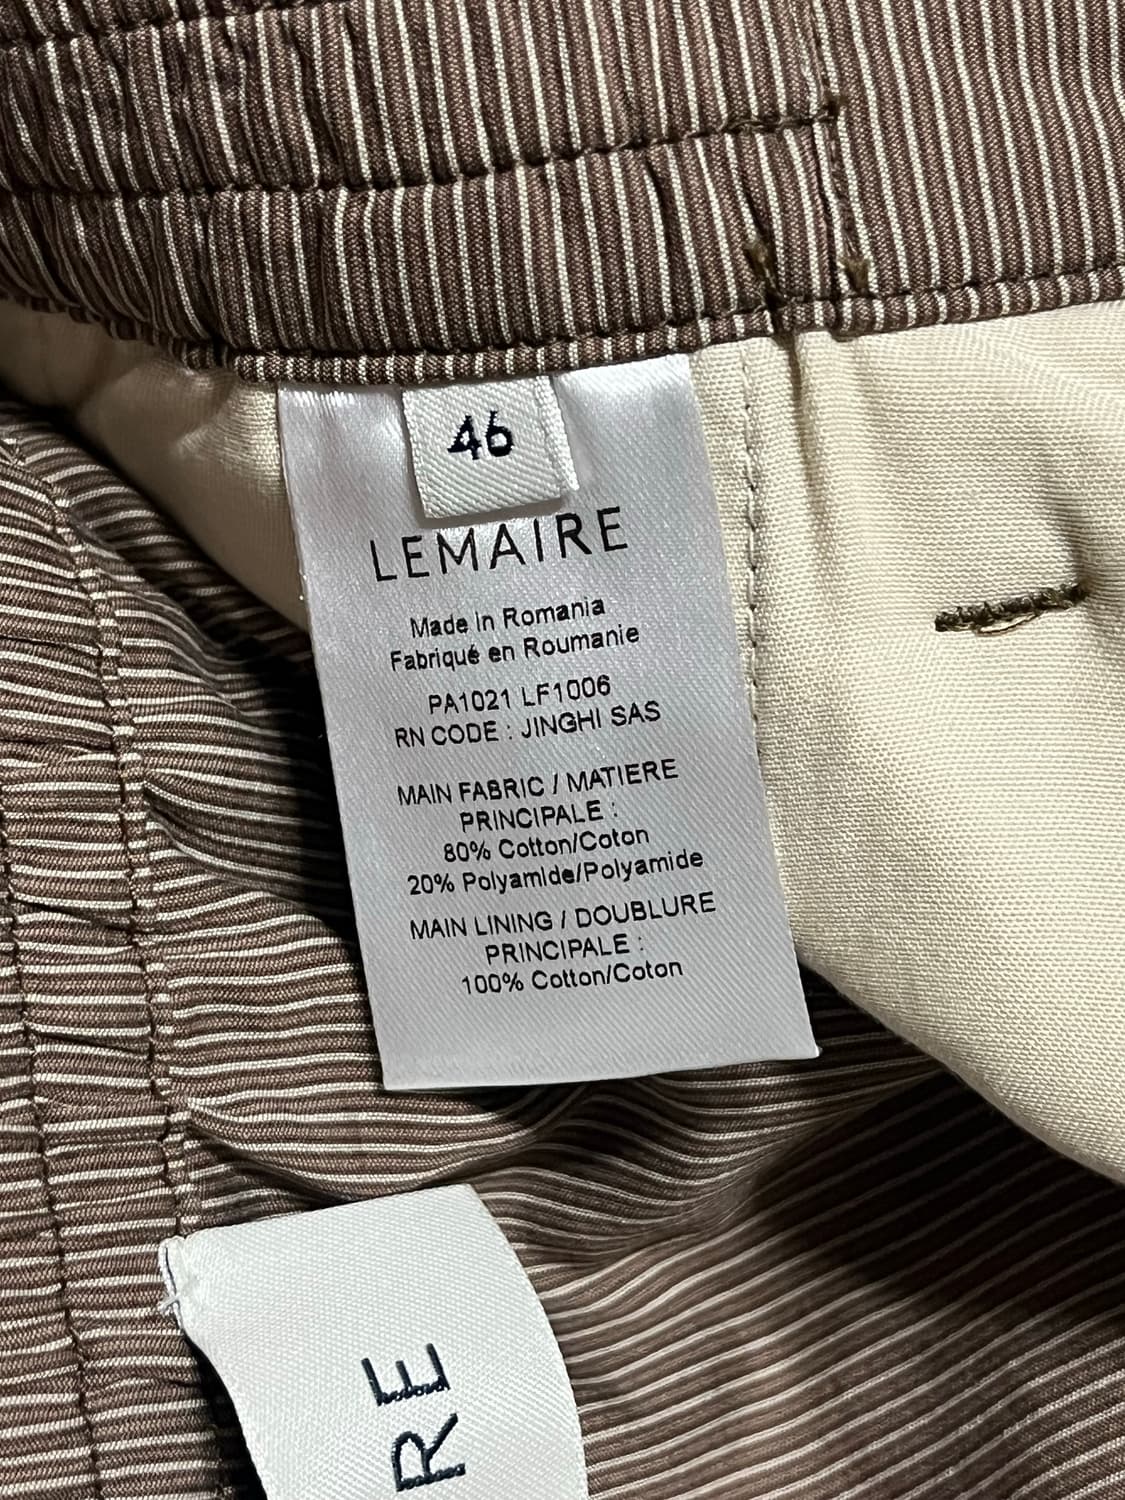 46
LEMAIRE
Made In Romania
Fabriqué en Roumanie
PA1021 LF1006
RN CODE : JINGHI SAS
MAIN FABRIC / MATIERE
PRINCIPALE :
80% Cotton/Coton
20% Polyamide/Polyamide
MAIN LINING / DOUBLURE
PRINCIPALE :
100% Cotton/Coton
RE